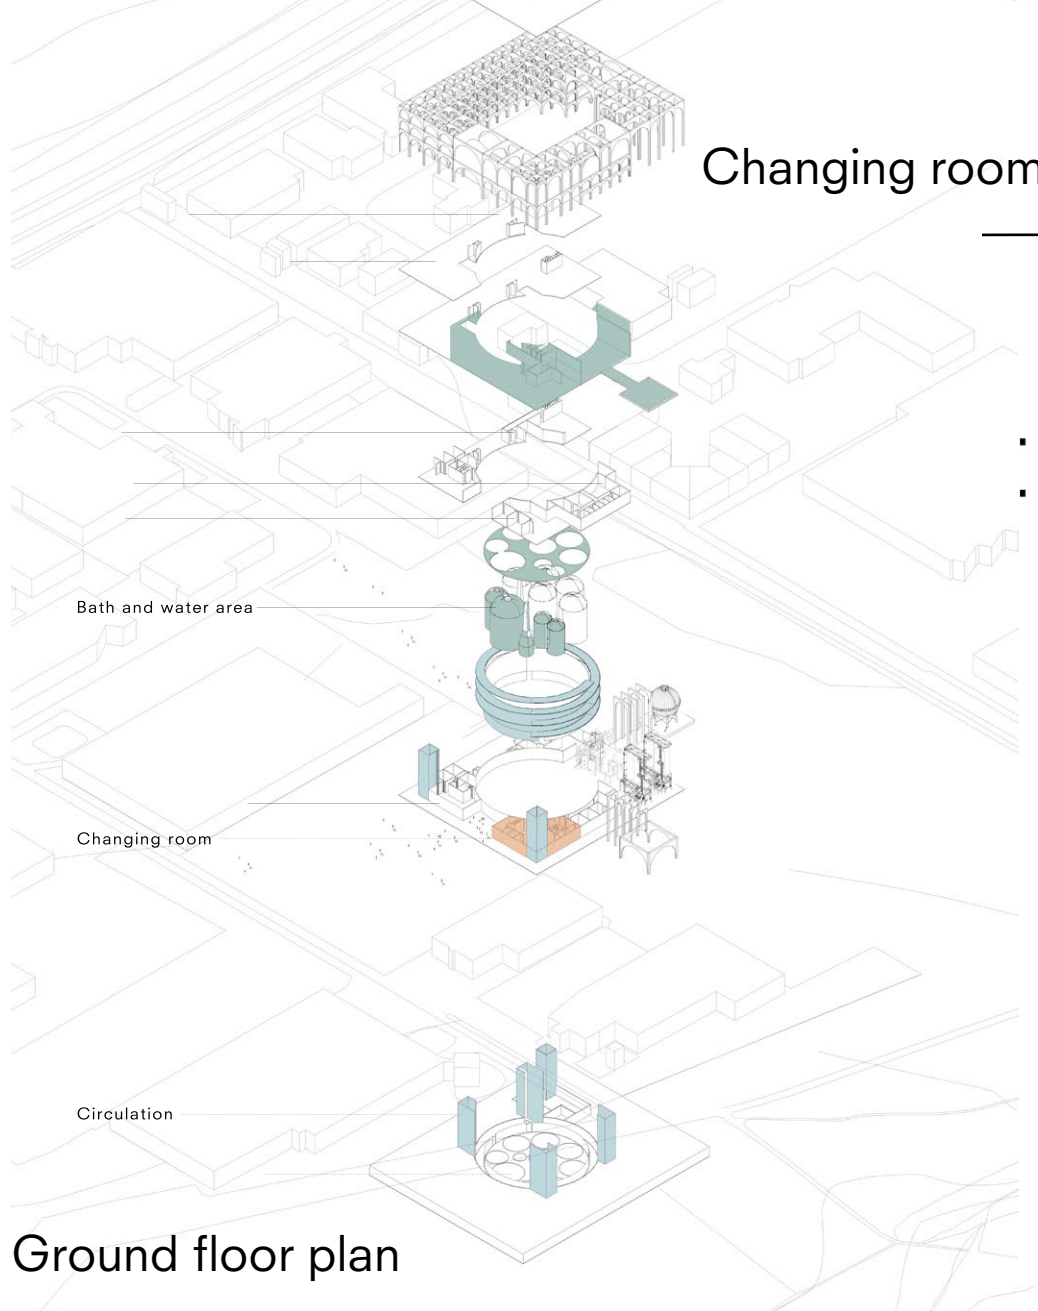 Changing room
Bath and water area
Changing room
Circulation
Ground floor plan